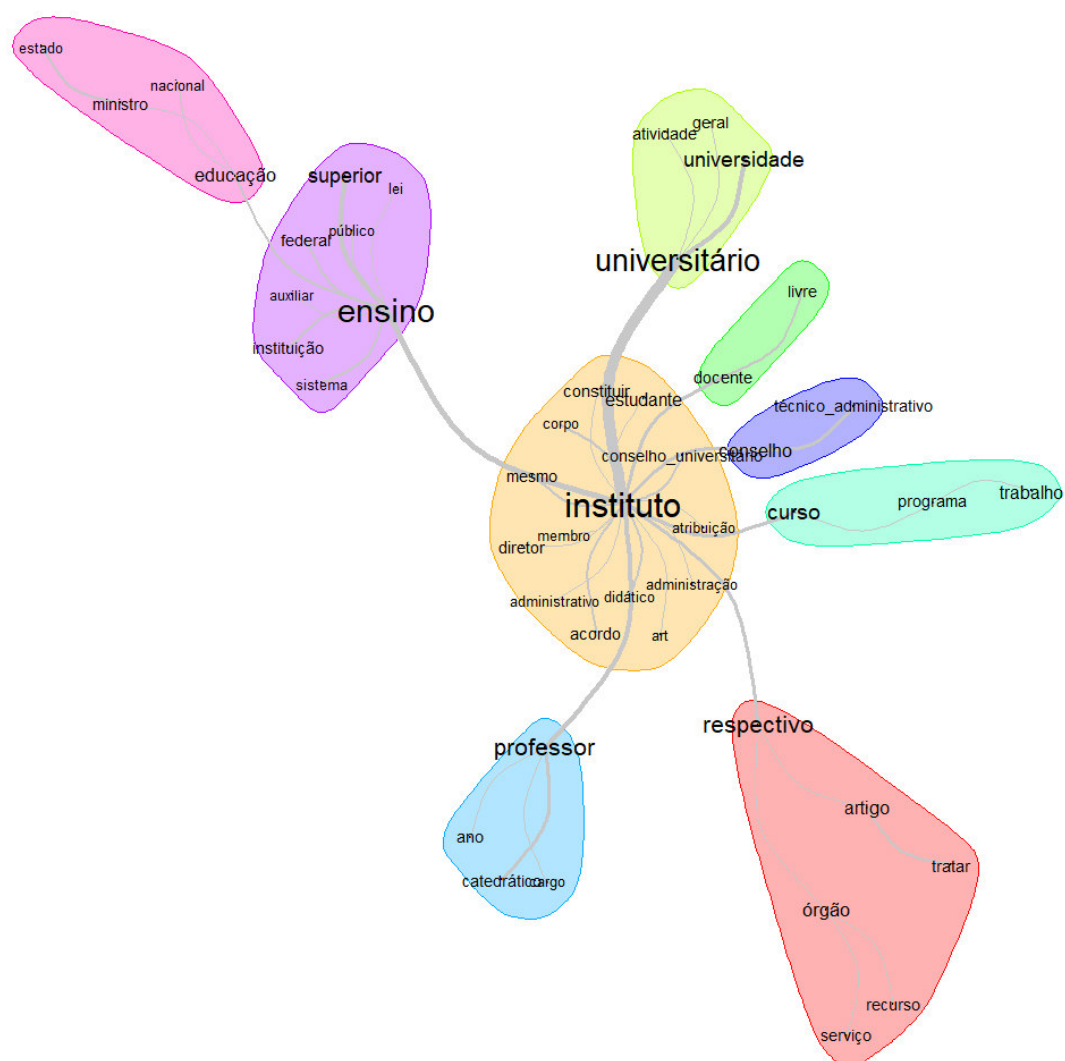 estado
nacional
ministro
educação
superior
lei
público
federal
auxiliar
ensino
instituição
sistema
geral
atividade
universidade
universitário
livre
docente
técnico_administrativo
conselho
constituir
estudante
corpo
conselho_universitário
mesmo
instituto
atribuição
membro
diretor
administração
didático
administrativo
acordo
art
curso
programa
trabalho
professor
ano
catedrático
cargo
respectivo
artigo
tratar
órgão
recurso
serviço